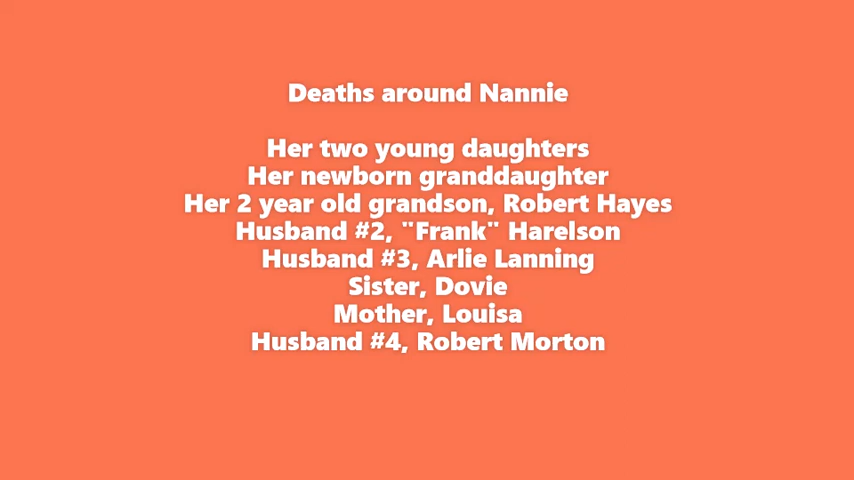 Deaths around Nannie
Her two young daughters
Her newborn granddaughter
Her 2 year old grandson, Robert Hayes
Husband #2, "Frank" Harelson
Husband #3, Arlie Lanning
Sister, Dovie
Mother, Louisa
Husband #4, Robert Morton